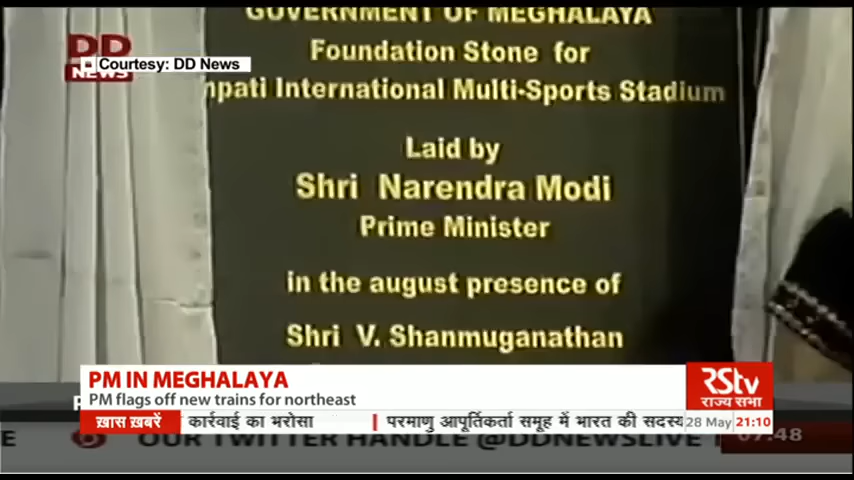 GOVERNMENT OF MEGHALAYA
Foundation Stone for
mpati International Multi-Sports Stadium
Laid by
Shri Narendra Modi
Prime Minister
in the august presence of
Shri V. Shanmuganathan
DD
NEWS
Courtesy: DD News
PM IN MEGHALAYA
PM flags off new trains for northeast
RStv
राज्य सभा
ख़ास ख़बरें
कार्रवाई का भरोसा | परमाणु आपूर्तिकर्ता समूह में भारत की सदस्य
28 May 21:10
OUR TWITTER HANDLE @DDNEWSLIVE
07:48